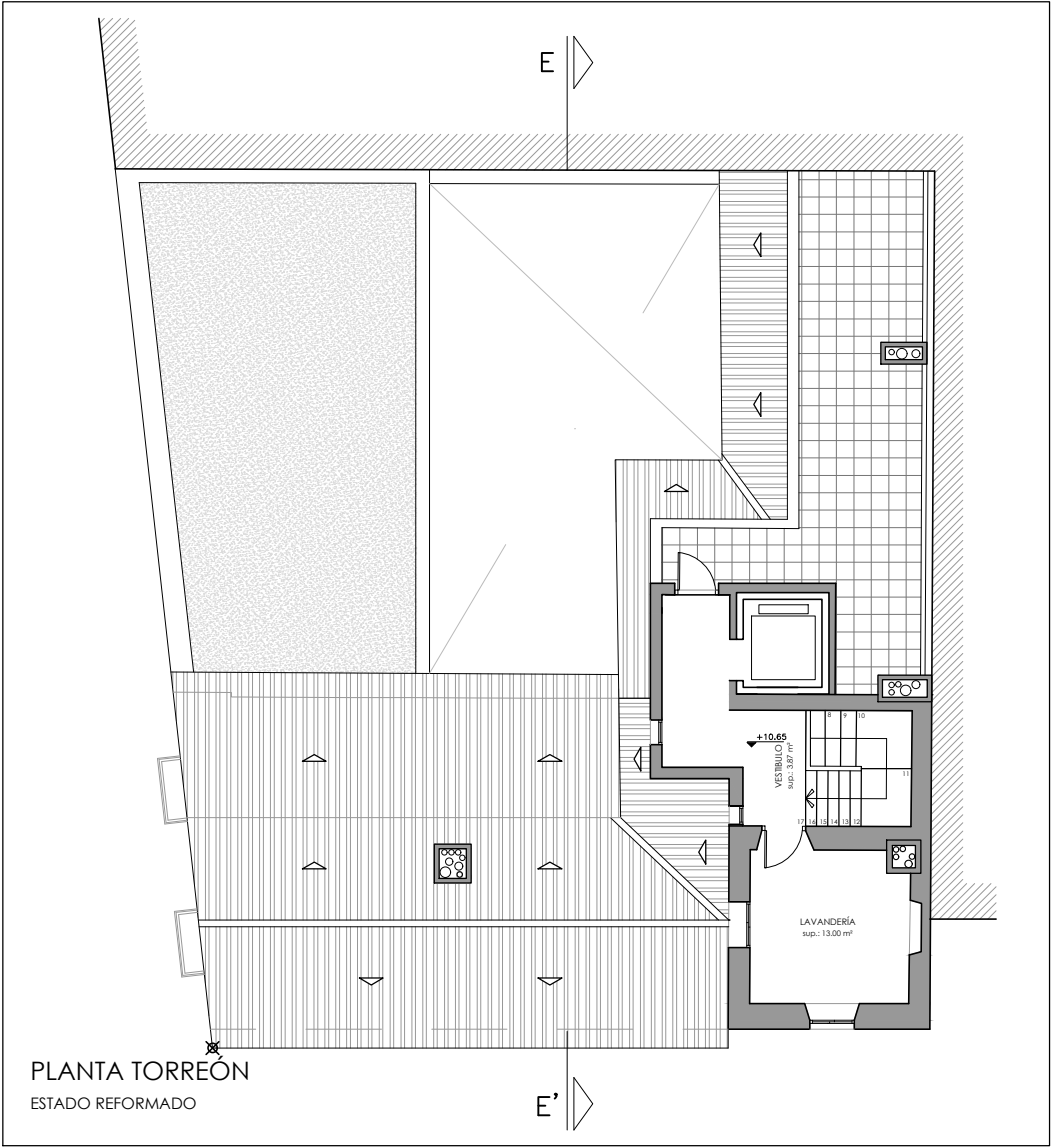 E
8 9 10
+10.65
VESTÍBULO
sup.: 3.87 m²
11
17 16 15 14 13 12
LAVANDERÍA
sup.: 13.00 m²
PLANTA TORREÓN
ESTADO REFORMADO
E'